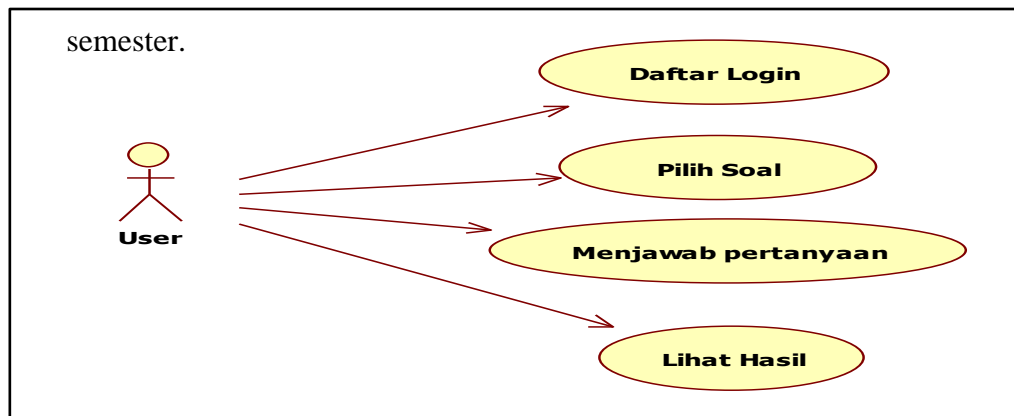 semester.
Daftar Login
Pilih Soal
User
Menjawab pertanyaan
Lihat Hasil